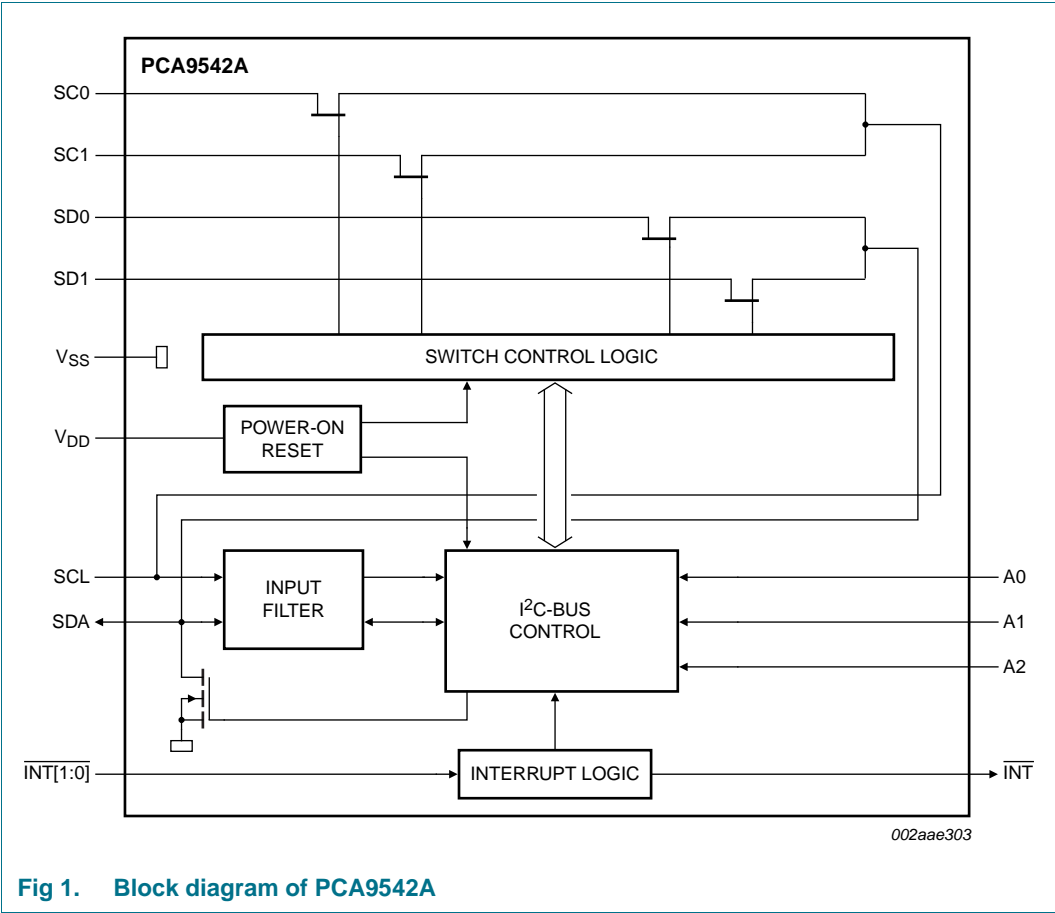 PCA9542A
SC0
SC1
SD0
SD1
VSS
SWITCH CONTROL LOGIC
VDD
POWER-ON
RESET
SCL
SDA
INPUT
FILTER
I2C-BUS
CONTROL
A0
A1
A2
INT[1:0]
INTERRUPT LOGIC
INT
002aae303
Fig 1. Block diagram of PCA9542A